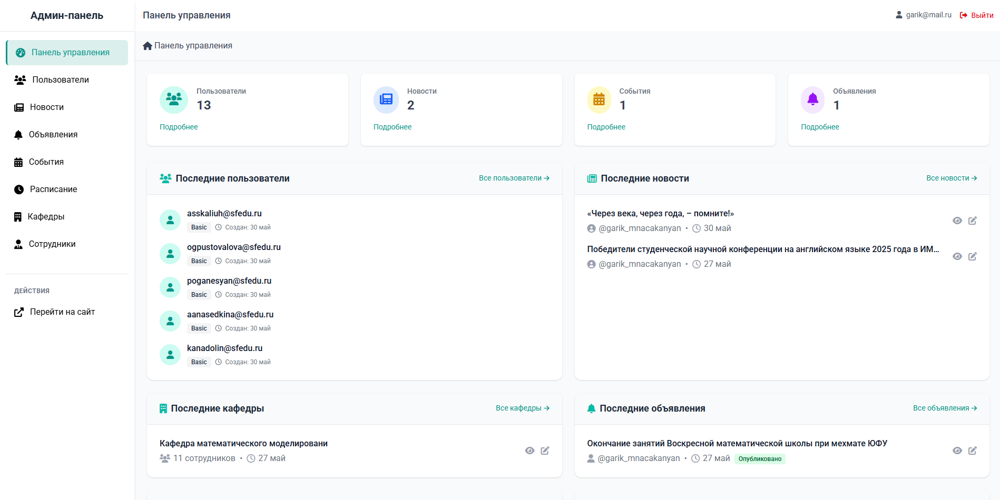 Админ-панель
Панель управления
Пользователи
Новости
Объявления
События
Расписание
Кафедры
Сотрудники
ДЕЙСТВИЯ
Перейти на сайт
Панель управления
garik@mail.ru
Выйти
Панель управления
Пользователи
13
Подробнее
Новости
2
Подробнее
События
1
Подробнее
Объявления
1
Подробнее
Последние пользователи
Все пользователи →
asskaliuh@sfedu.ru
Basic Создан: 30 май
ogpustovalova@sfedu.ru
Basic Создан: 30 май
poganesyan@sfedu.ru
Basic Создан: 30 май
aanasedkina@sfedu.ru
Basic Создан: 30 май
kanadolin@sfedu.ru
Basic Создан: 30 май
Последние новости
Все новости →
«Через века, через года, – помните!»
@garik_mnacakanyan • 30 май
Победители студенческой научной конференции на английском языке 2025 года в ИМ...
@garik_mnacakanyan • 27 май
Последние кафедры
Все кафедры →
Кафедра математического моделировани
11 сотрудников • 27 май
Последние объявления
Все объявления →
Окончание занятий Воскресной математической школы при мехмате ЮФУ
@garik_mnacakanyan • 27 май Опубликовано